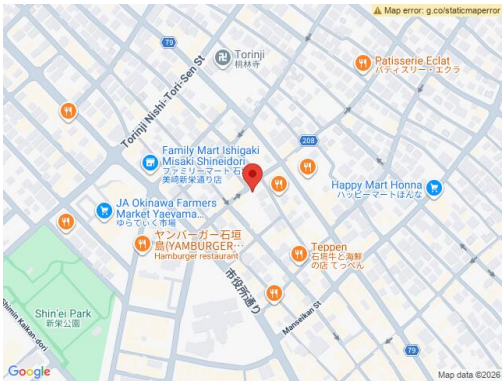 Map error: g.co/staticmaperror
79
Torinji
桃林寺
Patisserie Eclat
パティスリー・エクラ
Torinji Nishi-Tori-Sen St
208
Family Mart Ishigaki
Misaki Shineidori
ファミリーマート 石
美崎新栄通り店
Happy Mart Honna
ハッピーマートほんな
JA Okinawa Farmers
Market Yaeyama...
ゆらてぃく市場
ヤンバーガー石垣
島(YAMBURGER…
Hamburger restaurant
Teppen
石垣牛と海鮮
の店 てっぺん
市役所通り
Manseikan St
Shin'ei Park
新栄公園
Shimin Kaikan-dori
79
Google
Map data ©2026